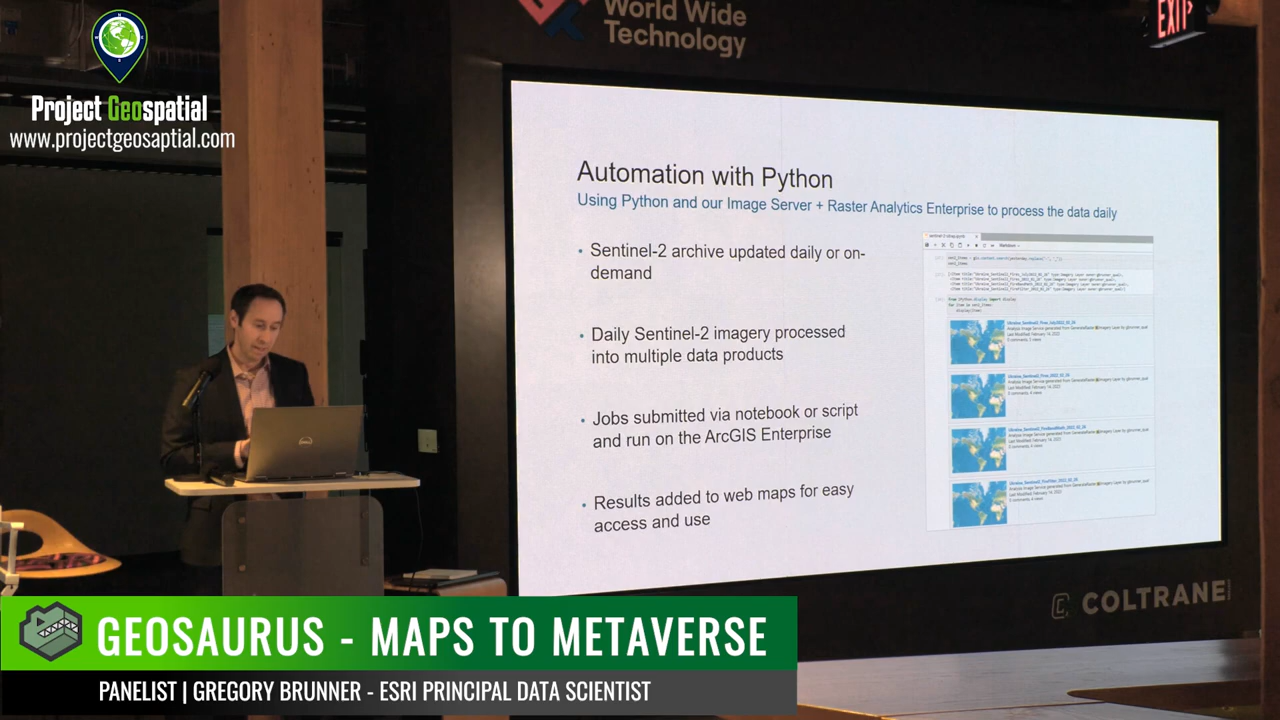 Project Geospatial
www.projectgeosaptial.com
World Wide
Technology
EXIT
Automation with Python
Using Python and our Image Server + Raster Analytics Enterprise to process the data daily
• Sentinel-2 archive updated daily or on-
demand
• Daily Sentinel-2 imagery processed
into multiple data products
• Jobs submitted via notebook or script
and run on the ArcGIS Enterprise
• Results added to web maps for easy
access and use
DELL
COLTRANE
GEOSAURUS - MAPS TO METAVERSE
PANELIST | GREGORY BRUNNER - ESRI PRINCIPAL DATA SCIENTIST